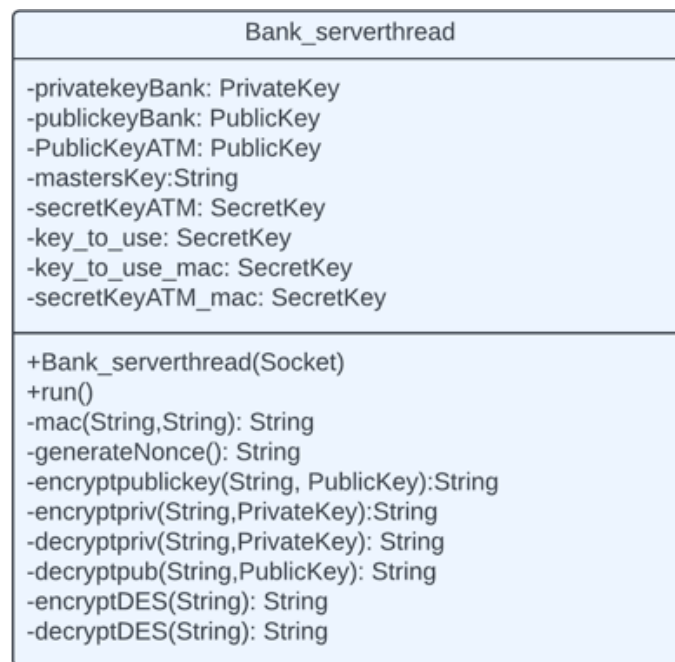 Bank_serverthread
-privatekeyBank: PrivateKey
-publickeyBank: PublicKey
-PublicKeyATM: PublicKey
-mastersKey:String
-secretKeyATM: SecretKey
-key_to_use: SecretKey
-key_to_use_mac: SecretKey
-secretKeyATM_mac: SecretKey
+Bank_serverthread(Socket)
+run()
-mac(String,String): String
-generateNonce(): String
-encryptpublickey(String, PublicKey):String
-encryptpriv(String,PrivateKey):String
-decryptpriv(String,PrivateKey): String
-decryptpub(String,PublicKey): String
-encryptDES(String): String
-decryptDES(String): String